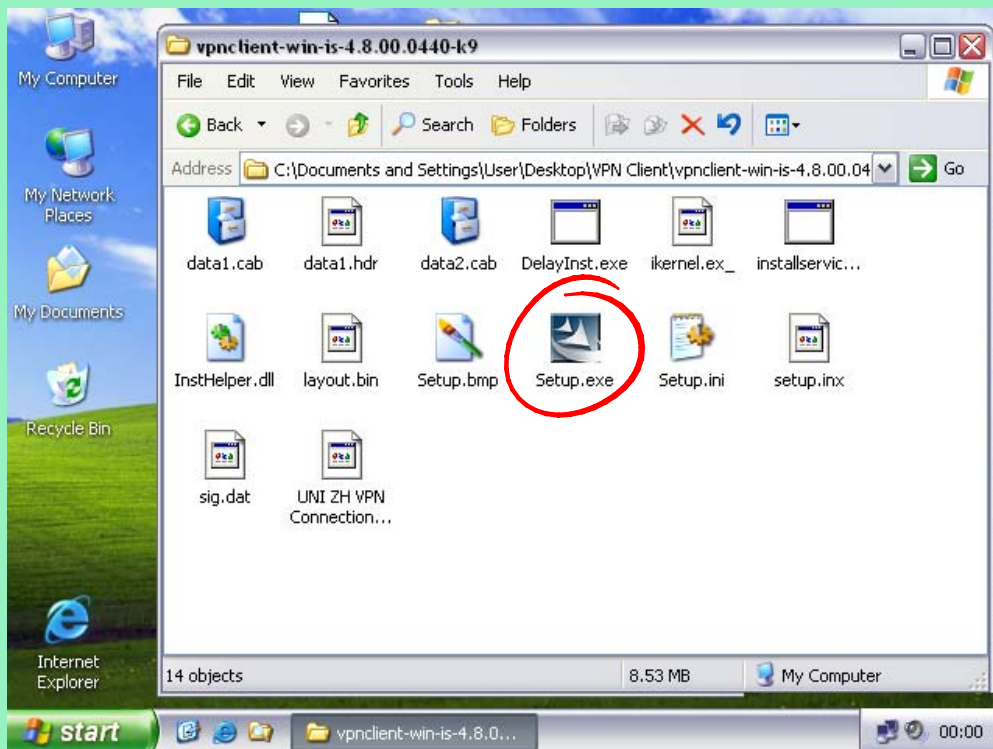 My Computer
My Network
Places
My Documents
Recycle Bin
Internet
Explorer
vpnclient-win-is-4.8.00.0440-k9
File Edit View Favorites Tools Help
Back Search Folders
Address C:\Documents and Settings\User\Desktop\VPN Client\vpnclient-win-is-4.8.00.04 Go
data1.cab data1.hdr data2.cab DelayInst.exe ikernel.ex_ installservic...
InstHelper.dll layout.bin Setup.bmp Setup.exe Setup.ini setup.inx
sig.dat UNI ZH VPN
Connection...
14 objects 8.53 MB My Computer
start vpnclient-win-is-4.8.0... 00:00